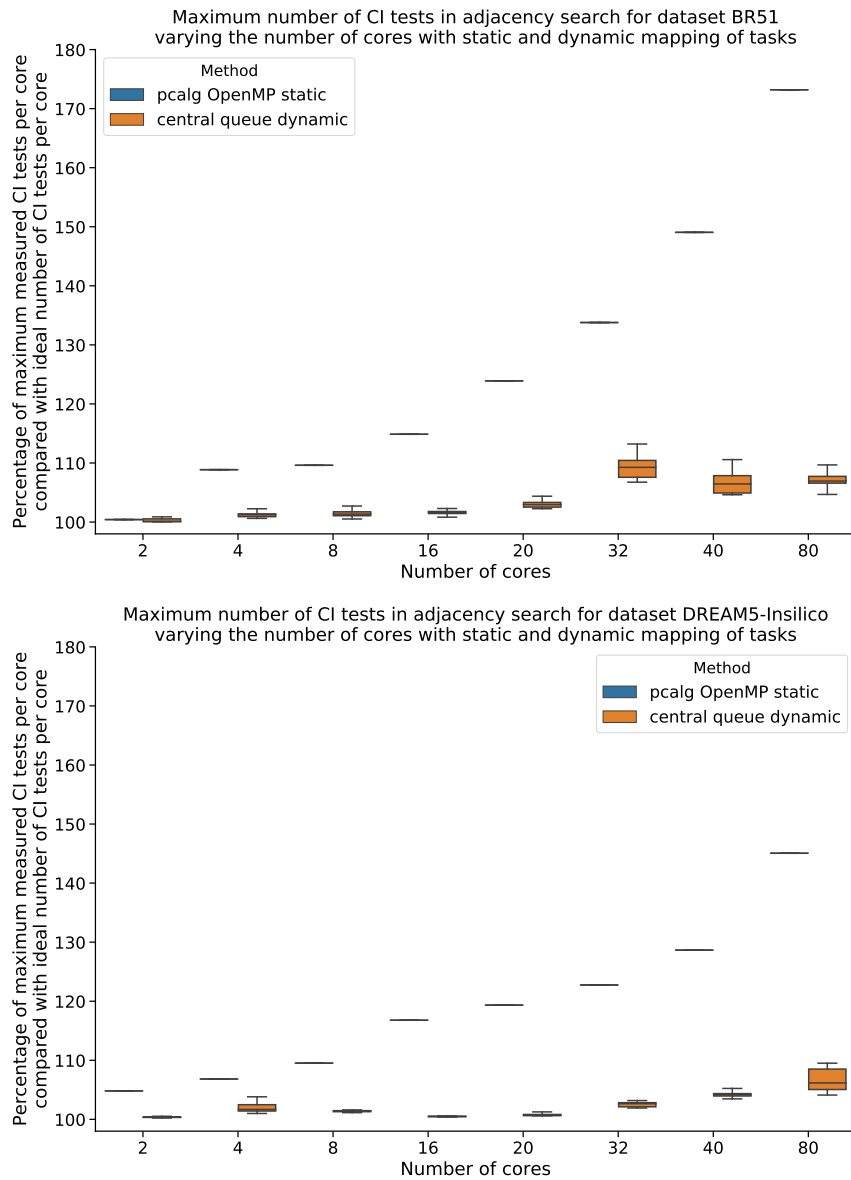 Maximum number of CI tests in adjacency search for dataset BR51
varying the number of cores with static and dynamic mapping of tasks
Percentage of maximum measured CI tests per core
compared with ideal number of CI tests per core
180
170
160
150
140
130
120
110
100
Method
pcalg OpenMP static
central queue dynamic
2 4 8 16 20 32 40 80
Number of cores
Maximum number of CI tests in adjacency search for dataset DREAM5-Insilico
varying the number of cores with static and dynamic mapping of tasks
Percentage of maximum measured CI tests per core
compared with ideal number of CI tests per core
180
170
160
150
140
130
120
110
100
Method
pcalg OpenMP static
central queue dynamic
2 4 8 16 20 32 40 80
Number of cores